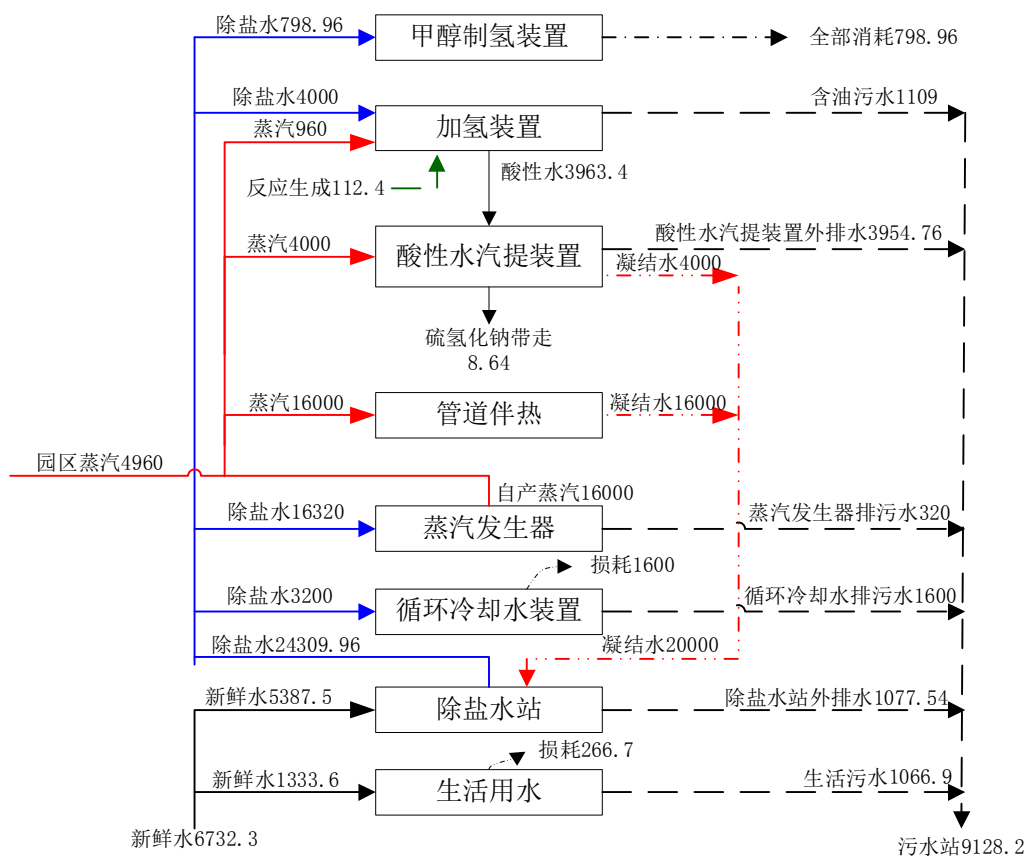 除盐水798.96
甲醇制氢装置
全部消耗798.96
除盐水4000
加氢装置
含油污水1109
蒸汽960
反应生成112.4
酸性水3963.4
蒸汽4000
酸性水汽提装置
酸性水汽提装置外排水3954.76
凝结水4000
硫氢化钠带走
8.64
蒸汽16000
管道伴热
凝结水16000
园区蒸汽4960
自产蒸汽16000
除盐水16320
蒸汽发生器
蒸汽发生器排污水320
损耗1600
除盐水3200
循环冷却水装置
循环冷却水排污水1600
除盐水24309.96
凝结水20000
新鲜水5387.5
除盐水站
除盐水站外排水1077.54
损耗266.7
新鲜水1333.6
生活用水
生活污水1066.9
新鲜水6732.3
污水站9128.2